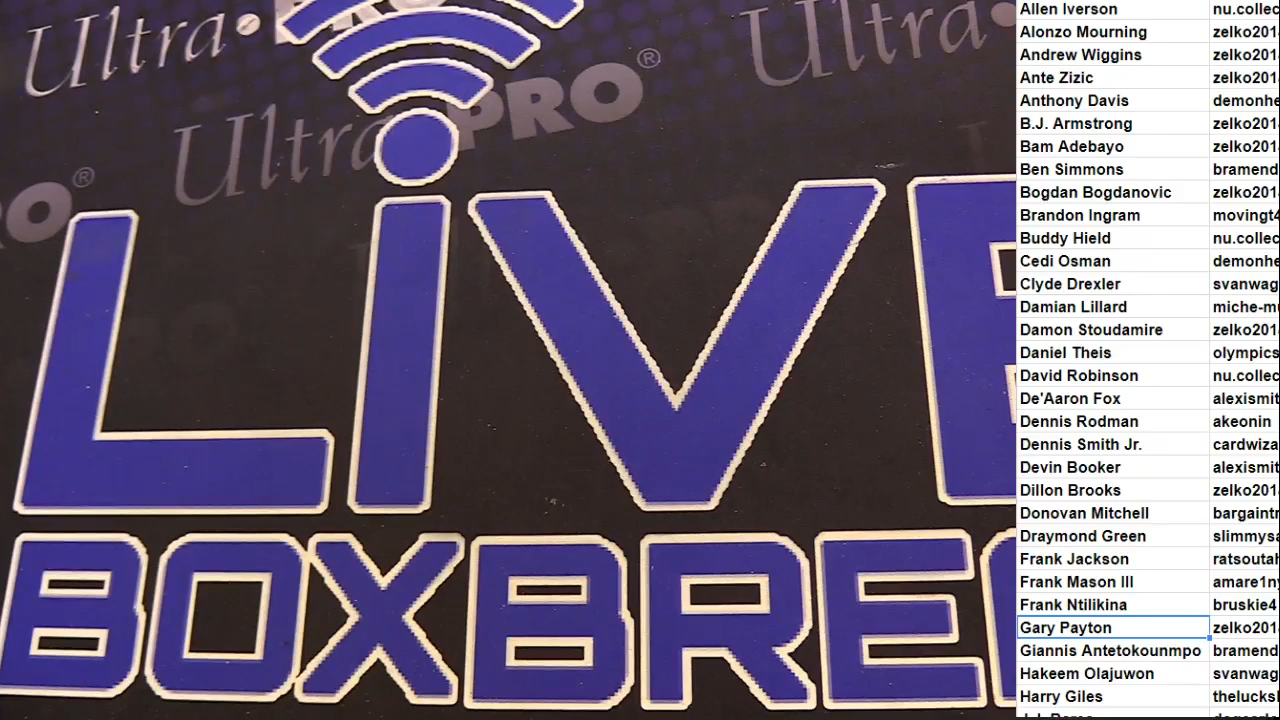 Ultra PRO
Ultra PRO®
Ultra
PRO®
LiVE
BOXBRE
Allen Iverson nu.collec
Alonzo Mourning zelko201
Andrew Wiggins zelko201
Ante Zizic zelko201
Anthony Davis demonhe
B.J. Armstrong zelko201
Bam Adebayo zelko201
Ben Simmons bramend
Bogdan Bogdanovic zelko201
Brandon Ingram movingt4
Buddy Hield nu.collec
Cedi Osman demonhe
Clyde Drexler svanwag
Damian Lillard miche-mu
Damon Stoudamire zelko201
Daniel Theis olympics
David Robinson nu.collec
De'Aaron Fox alexismit
Dennis Rodman akeonin
Dennis Smith Jr. cardwiza
Devin Booker alexismit
Dillon Brooks zelko201
Donovan Mitchell bargaintr
Draymond Green slimmysa
Frank Jackson ratsoutah
Frank Mason III amare1nt
Frank Ntilikina bruskie4
Gary Payton zelko201
Giannis Antetokounmpo bramend
Hakeem Olajuwon svanwag
Harry Giles thelucks